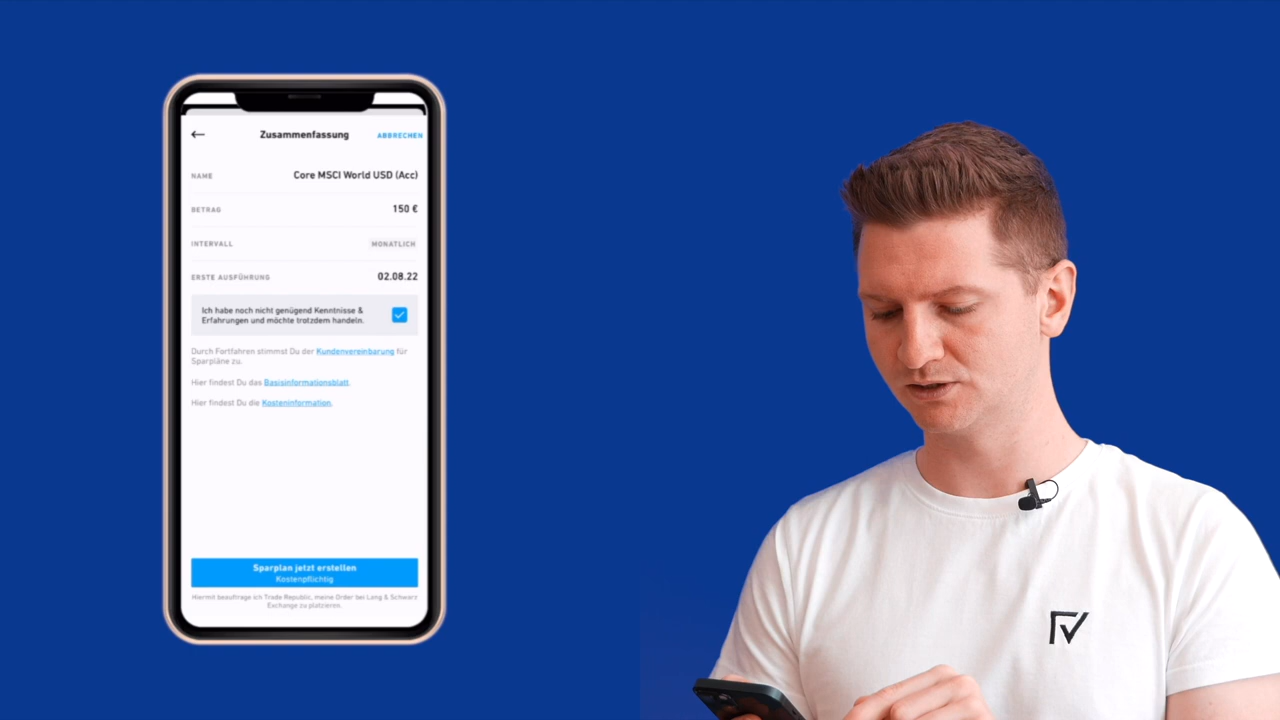 Zusammenfassung
ABBRECHEN
NAME
Core MSCI World USD (Acc)
BETRAG
150 €
INTERVALL
MONATLICH
ERSTE AUSFÜHRUNG
02.08.22
Ich habe noch nicht genügend Kenntnisse &
Erfahrungen und möchte trotzdem handeln.
Durch Fortfahren stimmst Du der Kundenvereinbarung für
Sparpläne zu.
Hier findest Du das Basisinformationsblatt.
Hier findest Du die Kosteninformation.
Sparplan jetzt erstellen
Kostenpflichtig
Hiermit beauftrage ich Trade Republic, meine Order bei Lang & Schwarz
Exchange zu platzieren.